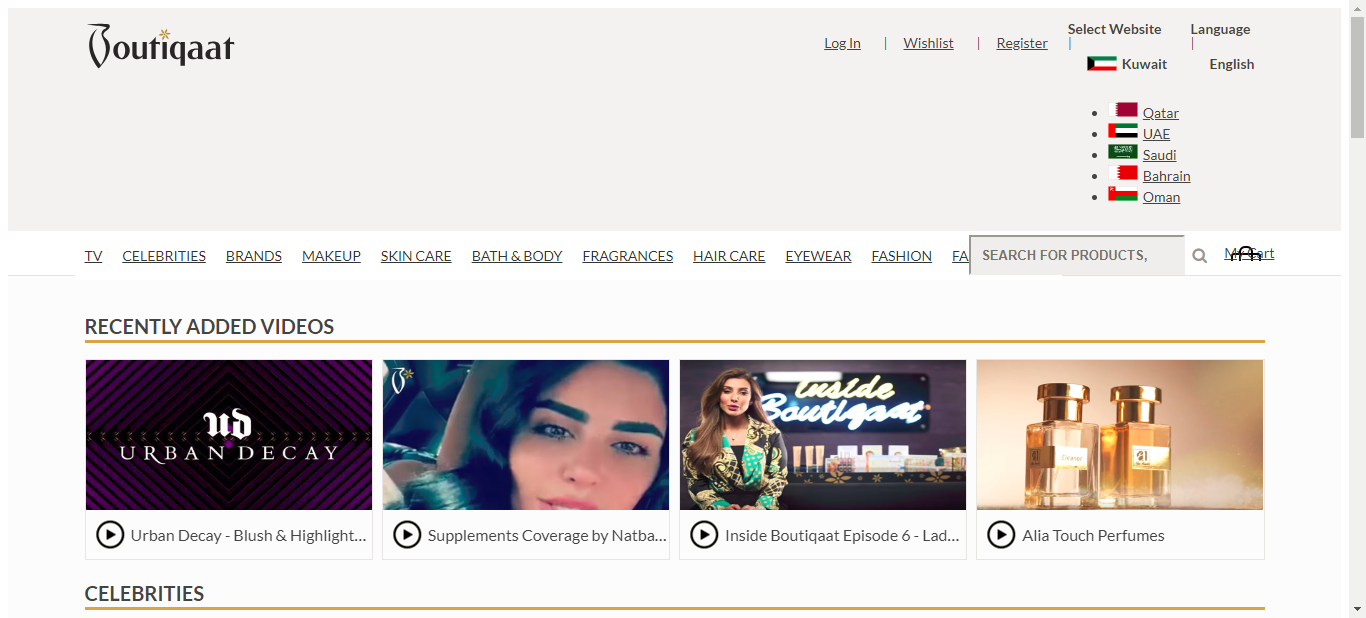 Boutiqaat
Log In | Wishlist | Register |
Select Website
Language
Kuwait
English
Qatar
UAE
Saudi
Bahrain
Oman
TV CELEBRITIES BRANDS MAKEUP SKIN CARE BATH & BODY FRAGRANCES HAIR CARE EYEWEAR FASHION FA
SEARCH FOR PRODUCTS,
My Cart
RECENTLY ADDED VIDEOS
ud
URBAN DECAY
Inside
Boutiqaat
Urban Decay - Blush & Highlight...
Supplements Coverage by Natba...
Inside Boutiqaat Episode 6 - Lad...
Alia Touch Perfumes
CELEBRITIES